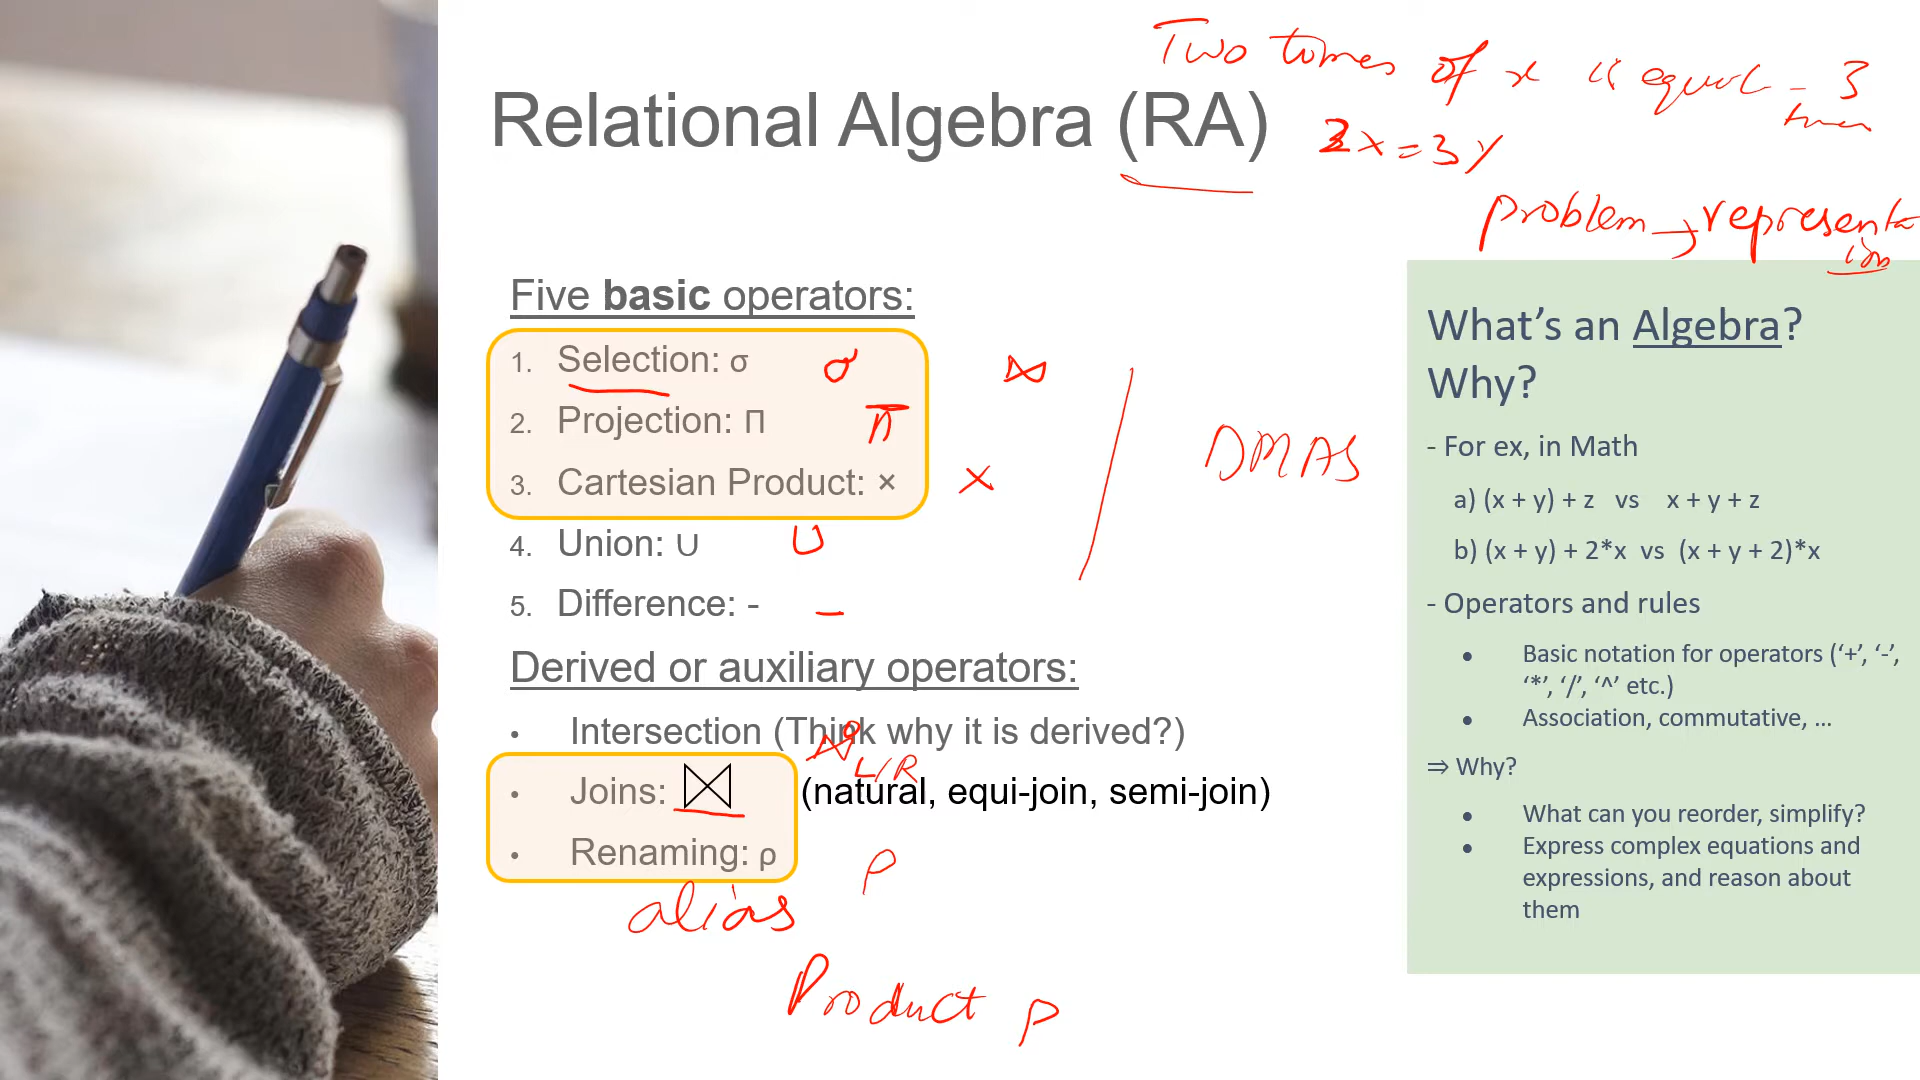 Two times of x is equal = 3
times
Relational Algebra (RA)
2x = 3y
problem → representa
tion
Five basic operators:
1. Selection: σ σ ⋈
2. Projection: Π π
3. Cartesian Product: × ×
DMAS
4. Union: ∪ ∪
5. Difference: - -
Derived or auxiliary operators:
• Intersection (Think why it is derived?)
L/R
• Joins: ⋈ (natural, equi-join, semi-join)
• Renaming: ρ ρ
alias
Product P
What’s an Algebra?
Why?
- For ex, in Math
a) (x + y) + z vs x + y + z
b) (x + y) + 2*x vs (x + y + 2)*x
- Operators and rules
• Basic notation for operators (‘+’, ‘-’,
‘*’, ‘/’, ‘^’ etc.)
• Association, commutative, ...
⇒ Why?
• What can you reorder, simplify?
• Express complex equations and
expressions, and reason about
them